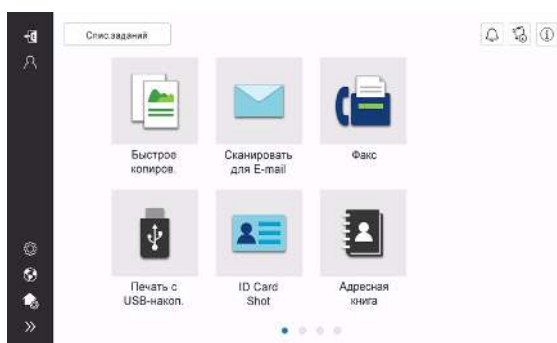 Спис.заданий
Быстрое
копиров.
Сканировать
для E-mail
Факс
Печать с
USB-накоп.
ID Card
Shot
Адресная
книга